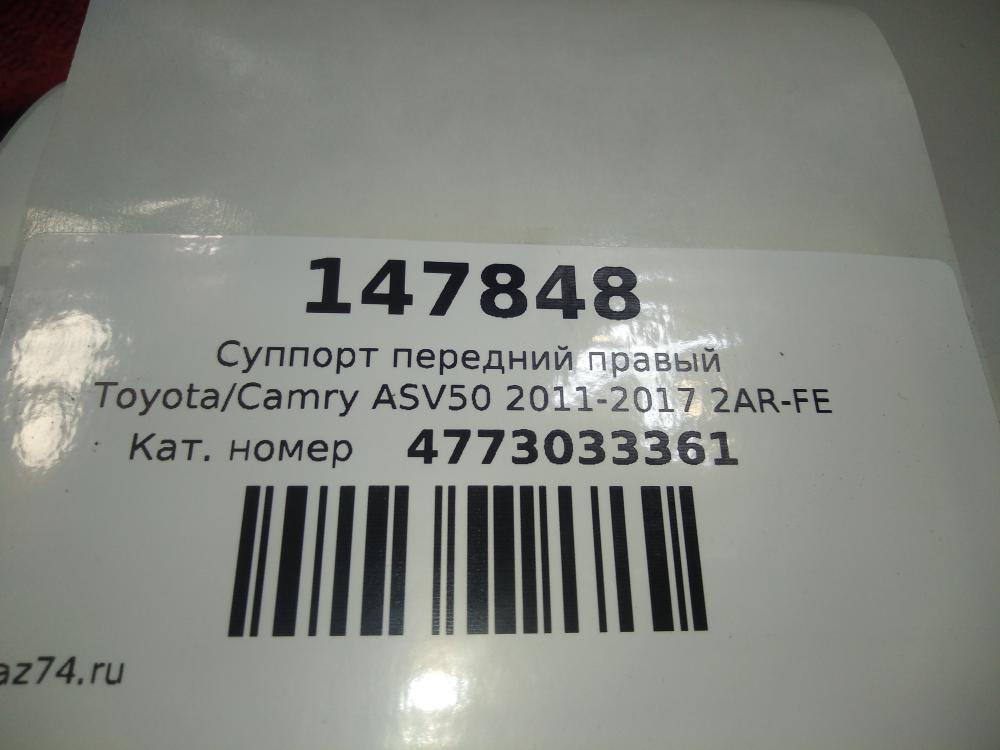 147848
Суппорт передний правый
Toyota/Camry ASV50 2011-2017 2AR-FE
Кат. номер 4773033361
az74.ru